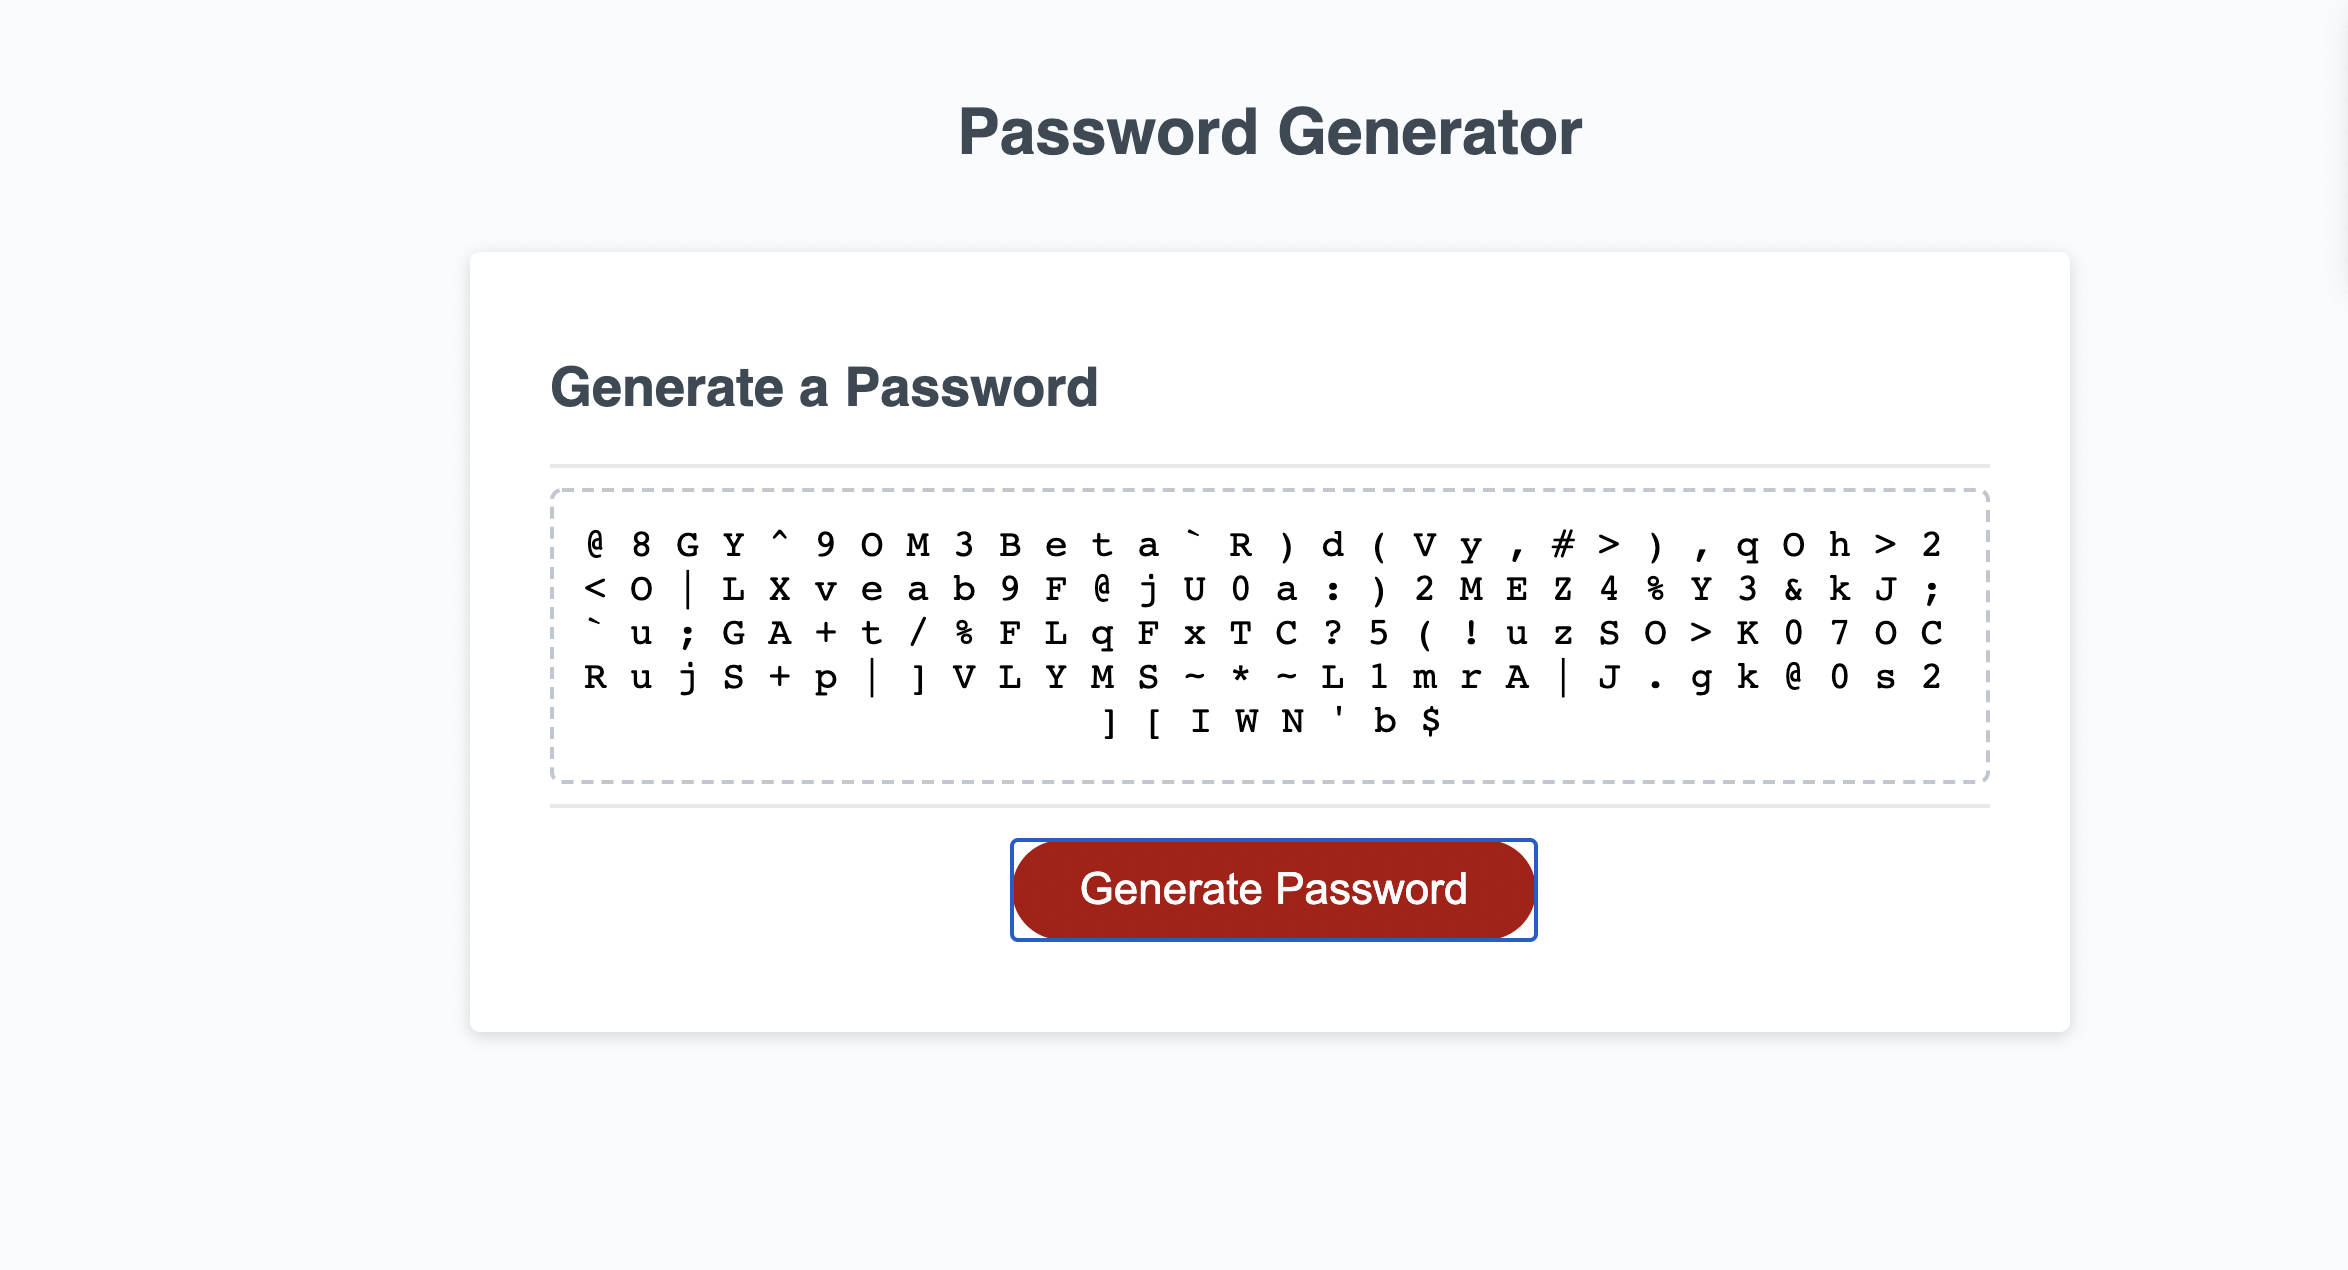 Password Generator
Generate a Password
@ 8 G Y ^ 9 O M 3 B e t a ` R ) d ( V y , # > ) , q O h > 2
< O | L X v e a b 9 F @ j U 0 a : ) 2 M E Z 4 % Y 3 & k J ;
` u ; G A + t / % F L q F x T C ? 5 ( ! u z S O > K 0 7 O C
R u j S + p | ] V L Y M S ~ * ~ L 1 m r A | J . g k @ 0 s 2
] [ I W N ' b $
Generate Password